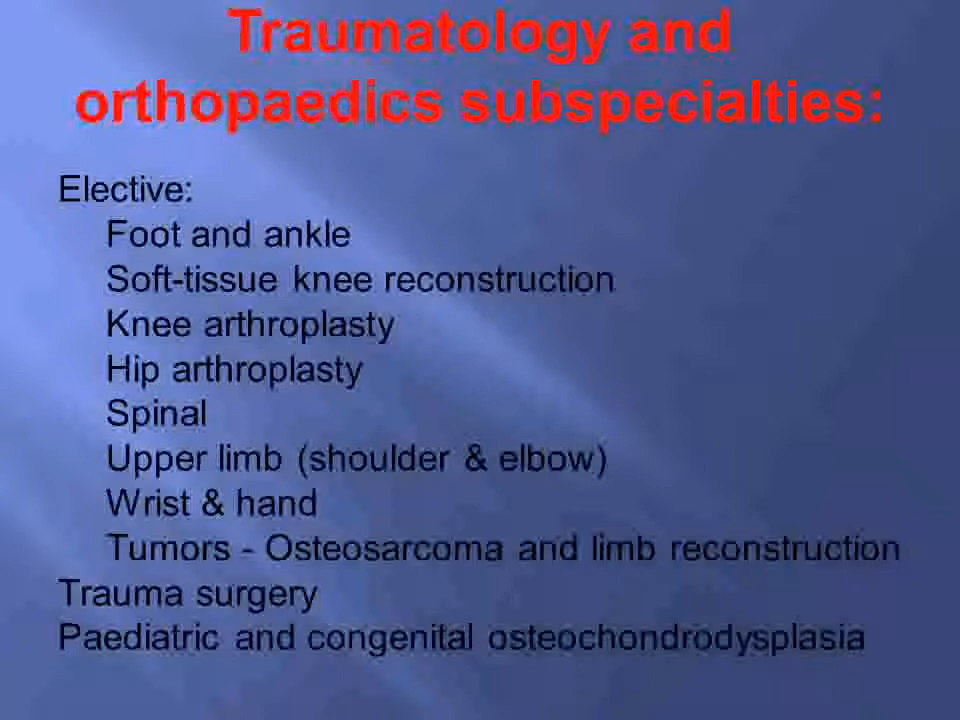 Traumatology and
orthopaedics subspecialties:
Elective:
Foot and ankle
Soft-tissue knee reconstruction
Knee arthroplasty
Hip arthroplasty
Spinal
Upper limb (shoulder & elbow)
Wrist & hand
Tumors - Osteosarcoma and limb reconstruction
Trauma surgery
Paediatric and congenital osteochondrodysplasia